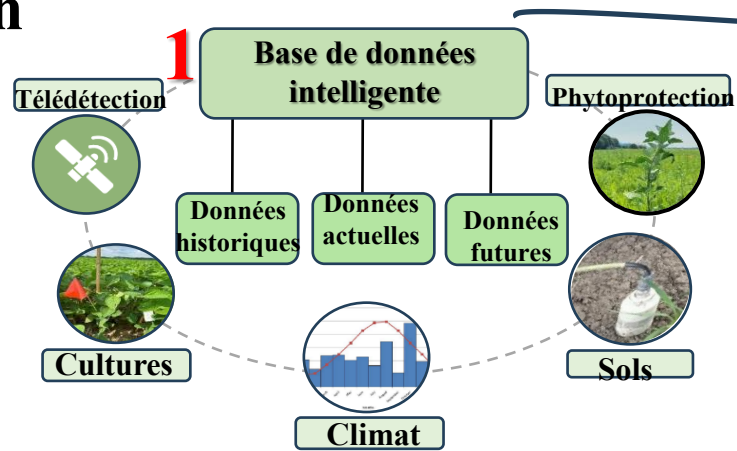 n
1
Base de données
intelligente
Télédétection
Phytoprotection
Données
historiques
Données
actuelles
Données
futures
Cultures
Sols
Climat